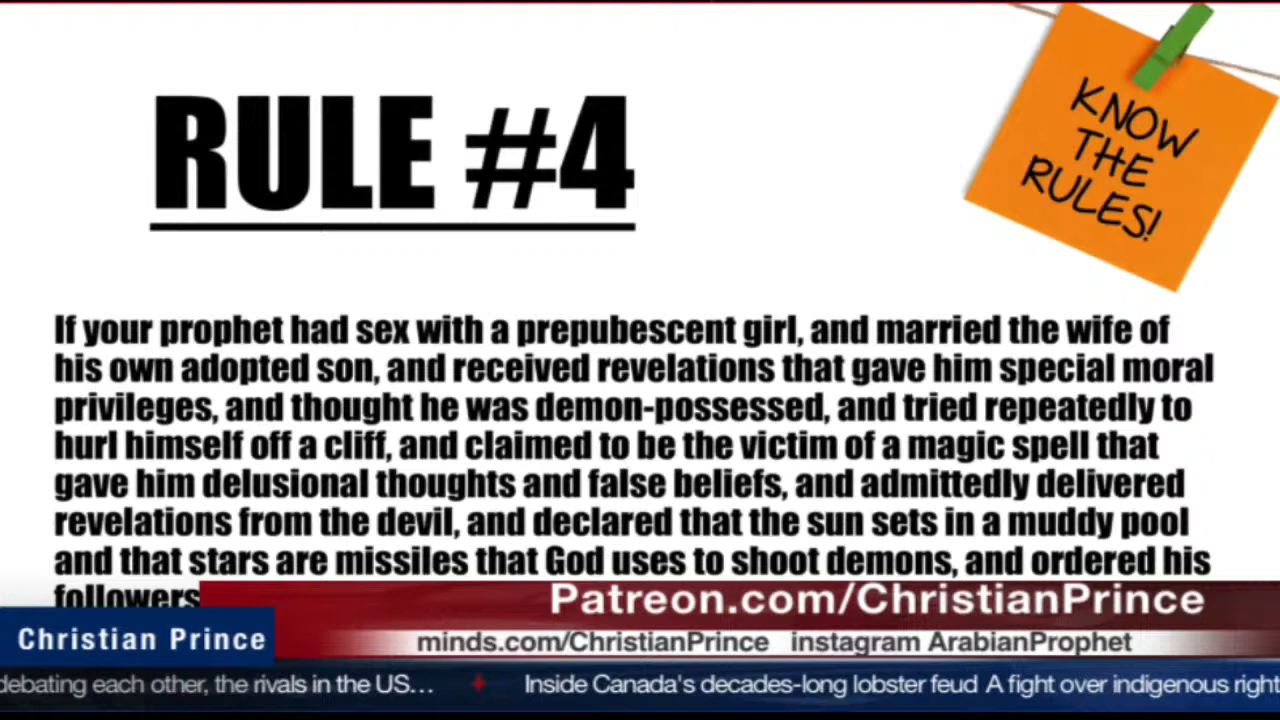 RULE #4
KNOW
THE
RULES!
If your prophet had sex with a prepubescent girl, and married the wife of
his own adopted son, and received revelations that gave him special moral
privileges, and thought he was demon-possessed, and tried repeatedly to
hurl himself off a cliff, and claimed to be the victim of a magic spell that
gave him delusional thoughts and false beliefs, and admittedly delivered
revelations from the devil, and declared that the sun sets in a muddy pool
and that stars are missiles that God uses to shoot demons, and ordered his
followers
Patreon.com/ChristianPrince
Christian Prince
minds.com/ChristianPrince instagram ArabianProphet
debating each other, the rivals in the US... Inside Canada's decades-long lobster feud A fight over indigenous right